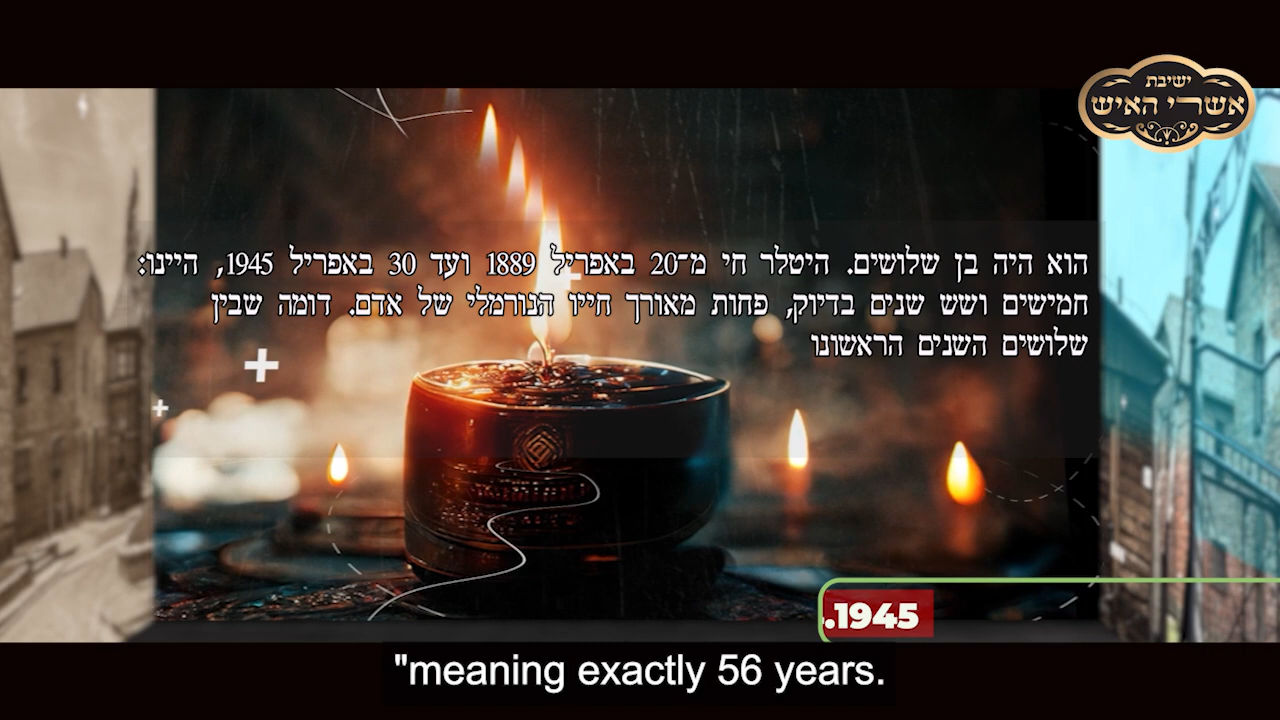 ישיבת
אשרי האיש
הוא היה בן שלושים. היטלר חי מ־20 באפריל 1889 ועד 30 באפריל 1945, היינו:
חמישים ושש שנים בדיוק, פחות מאורך חייו הנורמלי של אדם. דומה שבין
שלושים השנים הראשונו
.1945
"meaning exactly 56 years.